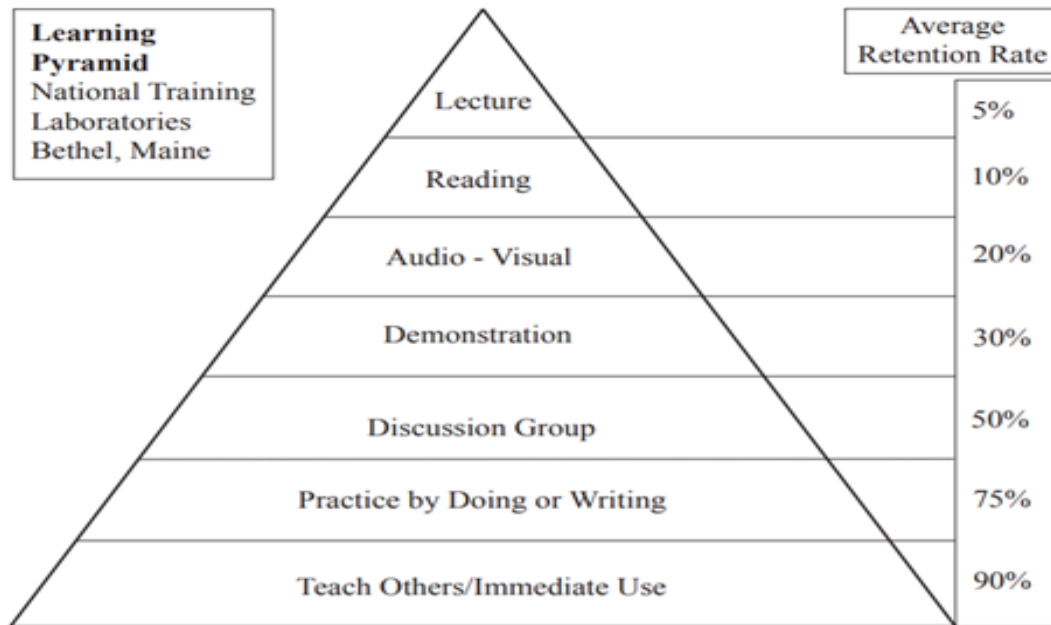 Learning
Pyramid
National Training
Laboratories
Bethel, Maine
Average
Retention Rate
Lecture
5%
Reading
10%
Audio - Visual
20%
Demonstration
30%
Discussion Group
50%
Practice by Doing or Writing
75%
Teach Others/Immediate Use
90%